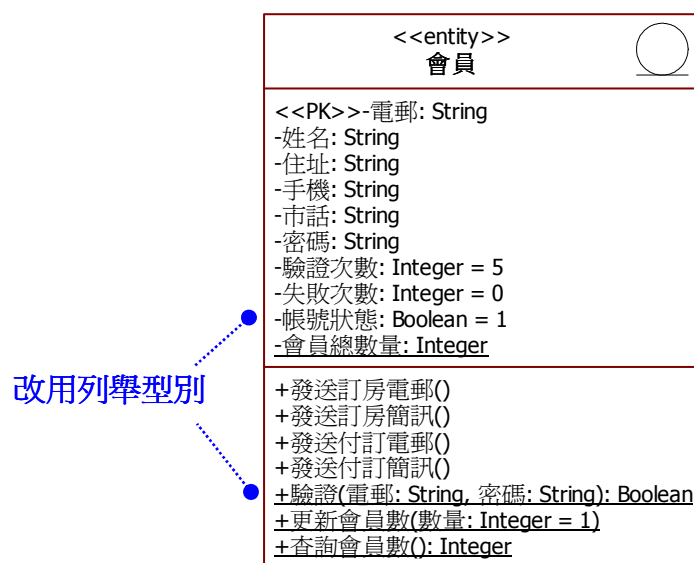 <<entity>>
會員
<<PK>>-電郵: String
-姓名: String
-住址: String
-手機: String
-市話: String
-密碼: String
-驗證次數: Integer = 5
-失敗次數: Integer = 0
-帳號狀態: Boolean = 1
-會員總數量: Integer
改用列舉型別
+發送訂房電郵()
+發送訂房簡訊()
+發送付訂電郵()
+發送付訂簡訊()
+驗證(電郵: String, 密碼: String): Boolean
+更新會員數(數量: Integer = 1)
+查詢會員數(): Integer